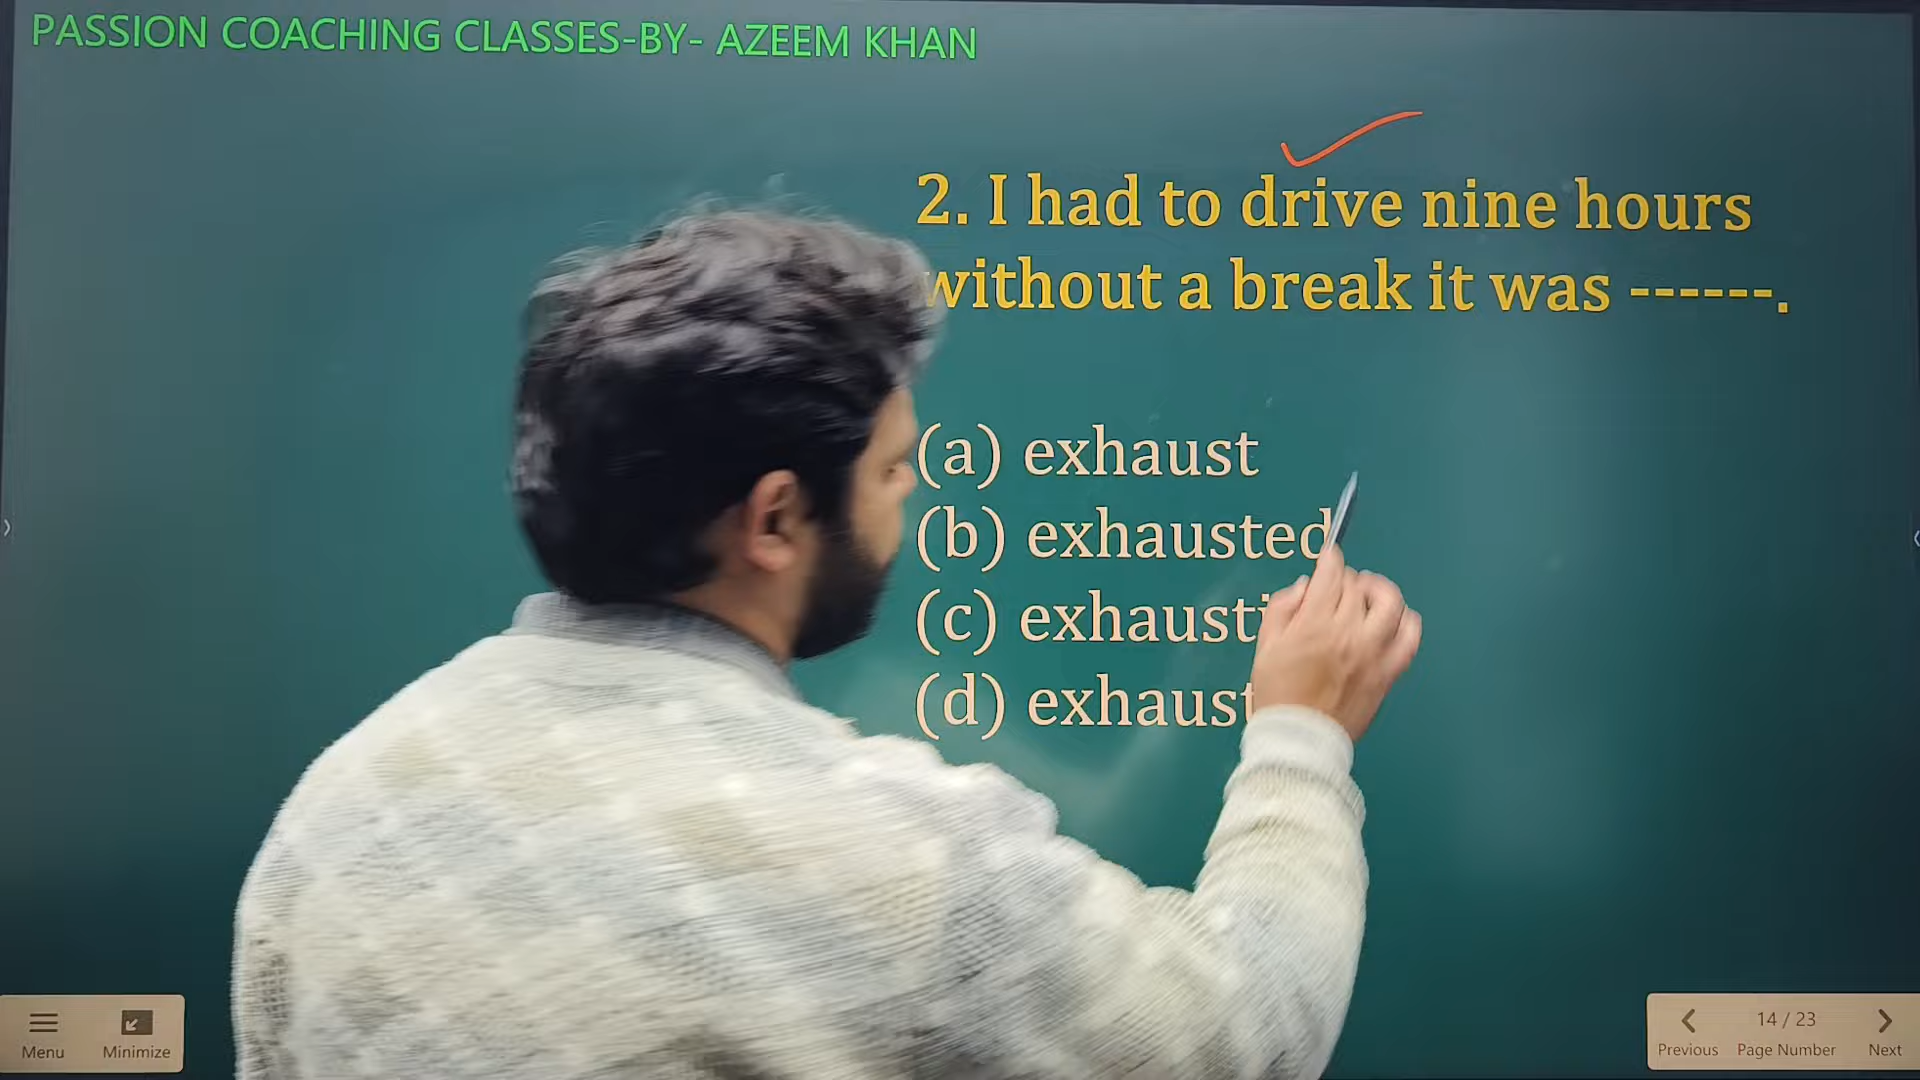 PASSION COACHING CLASSES-BY- AZEEM KHAN
2. I had to drive nine hours
without a break it was ------.
(a) exhaust
(b) exhausted
(c)
(d)
Menu
Minimize
14 / 23
Previous
Page Number
Next